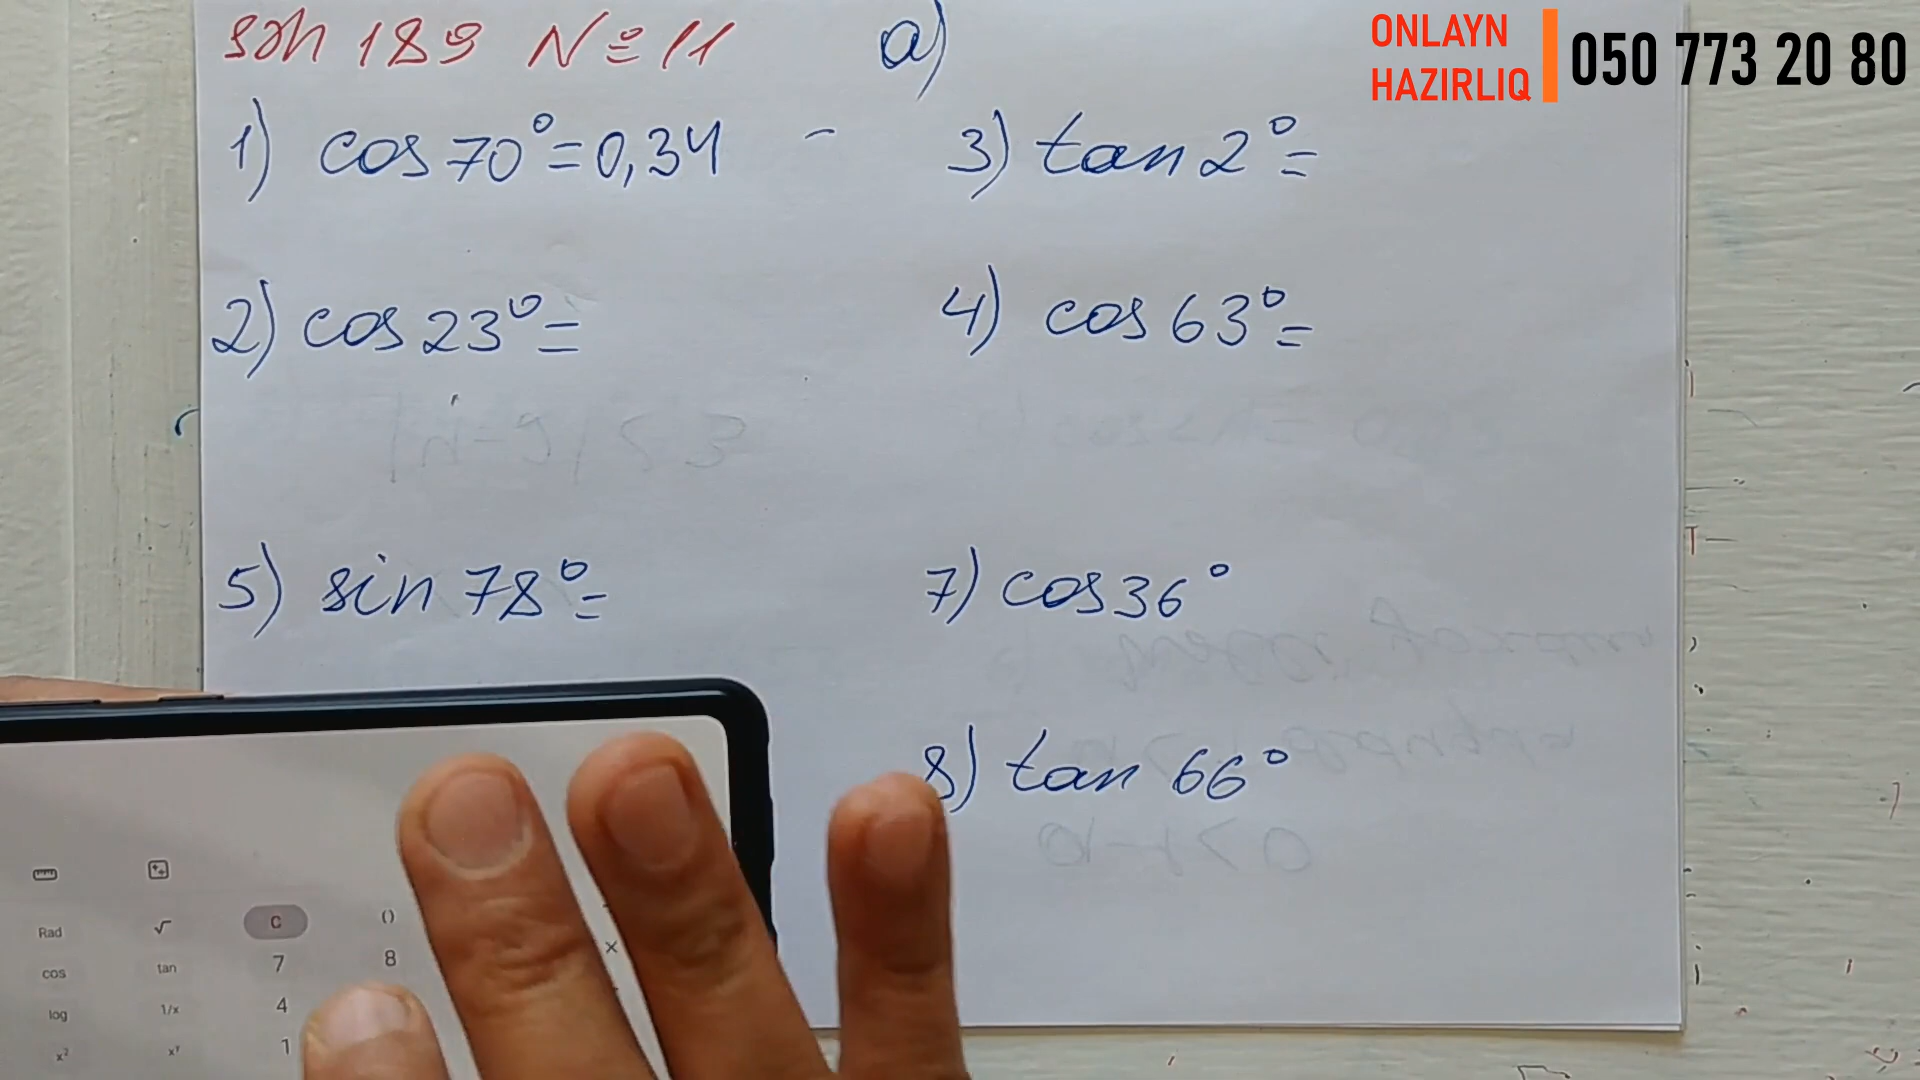 səh 189 № 11
a)
ONLAYN HAZIRLIQ | 050 773 20 80
1) cos 70° = 0,34
3) tan 2° =
2) cos 23° =
4) cos 63° =
5) sin 78° =
7) cos 36°
8) tan 66°
Rad √ C ()
cos tan 7 8 ×
log 1/x 4
x² xʸ 1